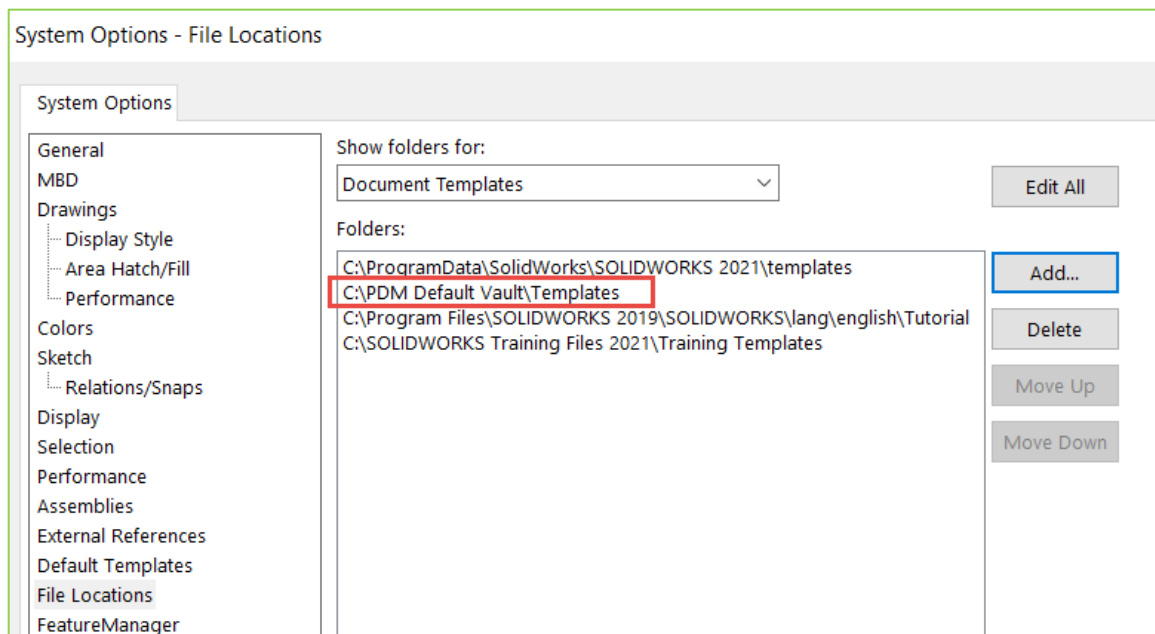 System Options - File Locations
System Options
General
MBD
Drawings
Display Style
Area Hatch/Fill
Performance
Colors
Sketch
Relations/Snaps
Display
Selection
Performance
Assemblies
External References
Default Templates
File Locations
FeatureManager
Show folders for:
Document Templates
Edit All
Folders:
C:\ProgramData\SolidWorks\SOLIDWORKS 2021\templates
C:\PDM Default Vault\Templates
C:\Program Files\SOLIDWORKS 2019\SOLIDWORKS\lang\english\Tutorial
C:\SOLIDWORKS Training Files 2021\Training Templates
Add...
Delete
Move Up
Move Down